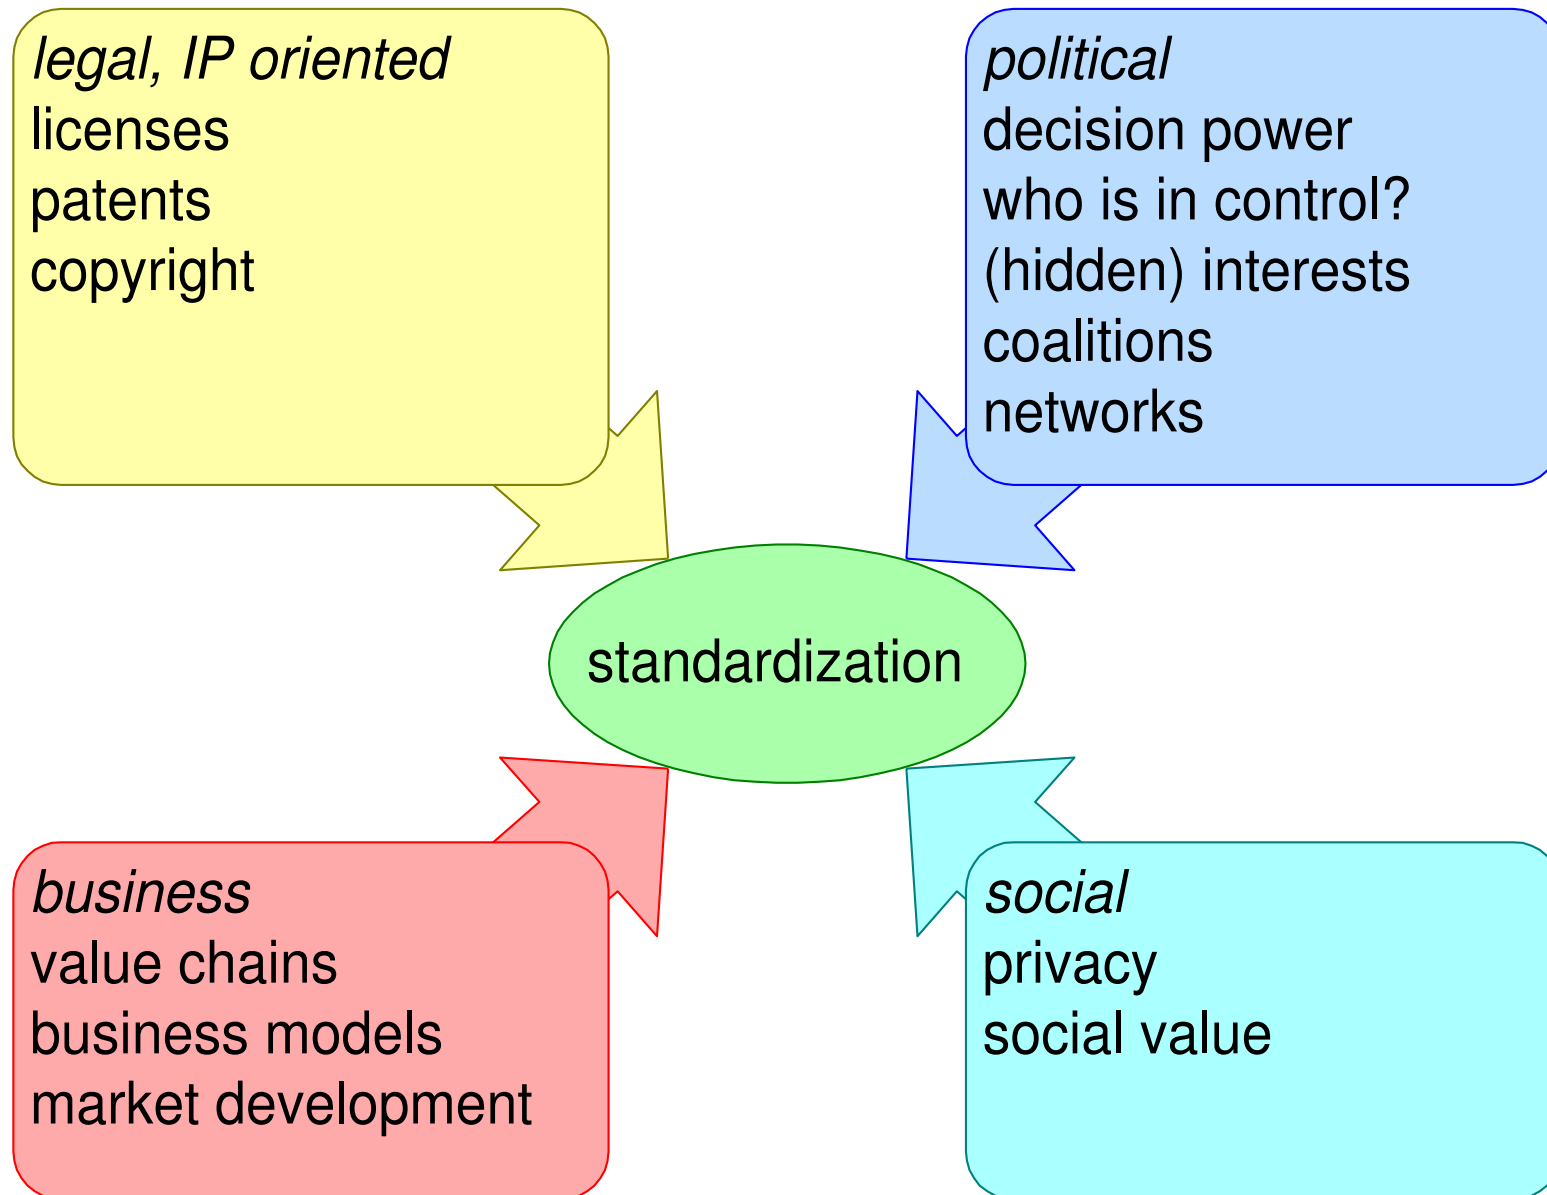 legal, IP oriented
licenses
patents
copyright
political
decision power
who is in control?
(hidden) interests
coalitions
networks
standardization
business
value chains
business models
market development
social
privacy
social value